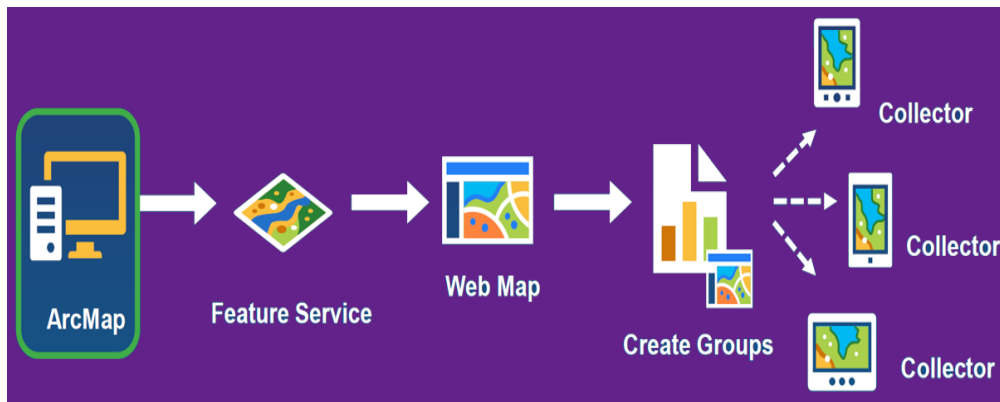 ArcMap
Feature Service
Web Map
Create Groups
Collector
Collector
Collector